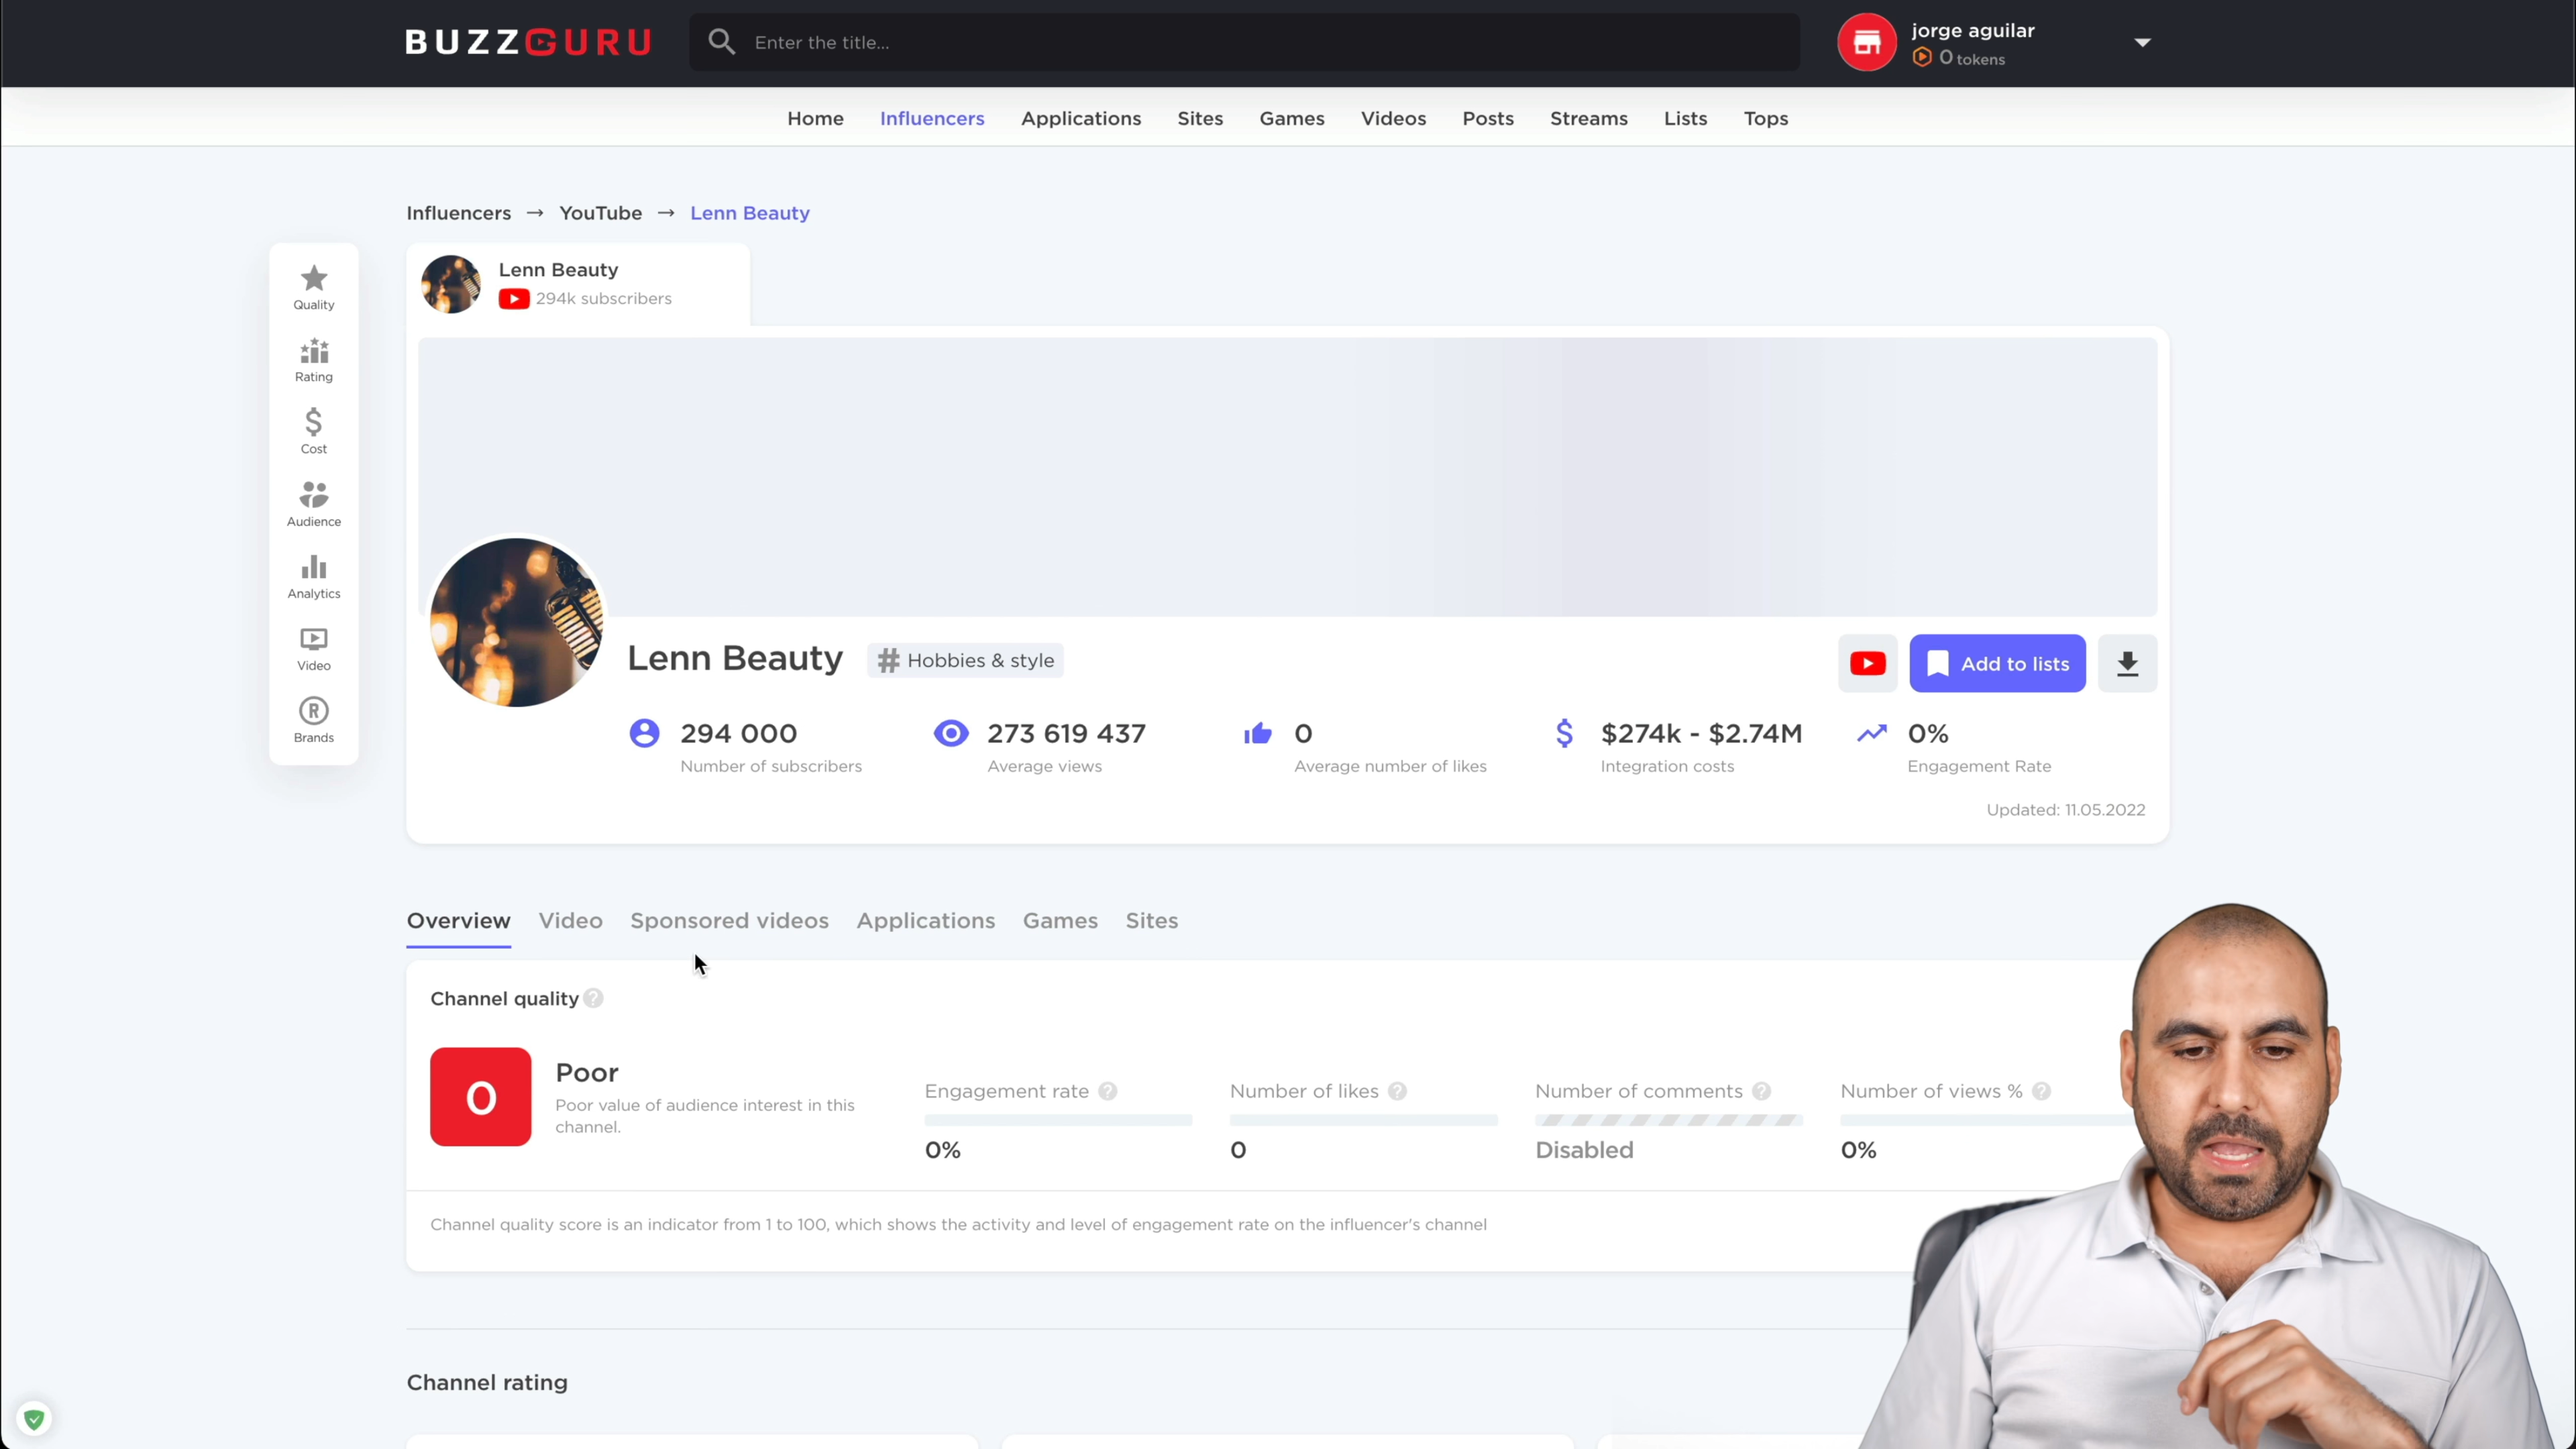 BUZZGURU
Enter the title...
jorge aguilar
0 tokens
Home Influencers Applications Sites Games Videos Posts Streams Lists Tops
Influencers → YouTube → Lenn Beauty
Lenn Beauty
294k subscribers
Quality
Rating
Cost
Audience
Analytics
Video
R
Brands
Lenn Beauty
# Hobbies & style
Add to lists
294 000
Number of subscribers
273 619 437
Average views
0
Average number of likes
$274k - $2.74M
Integration costs
0%
Engagement Rate
Updated: 11.05.2022
Overview Video Sponsored videos Applications Games Sites
Channel quality ?
0
Poor
Poor value of audience interest in this
channel.
Engagement rate ?
0%
Number of likes ?
0
Number of comments ?
Disabled
Number of views % ?
0%
Channel quality score is an indicator from 1 to 100, which shows the activity and level of engagement rate on the influencer's channel
Channel rating